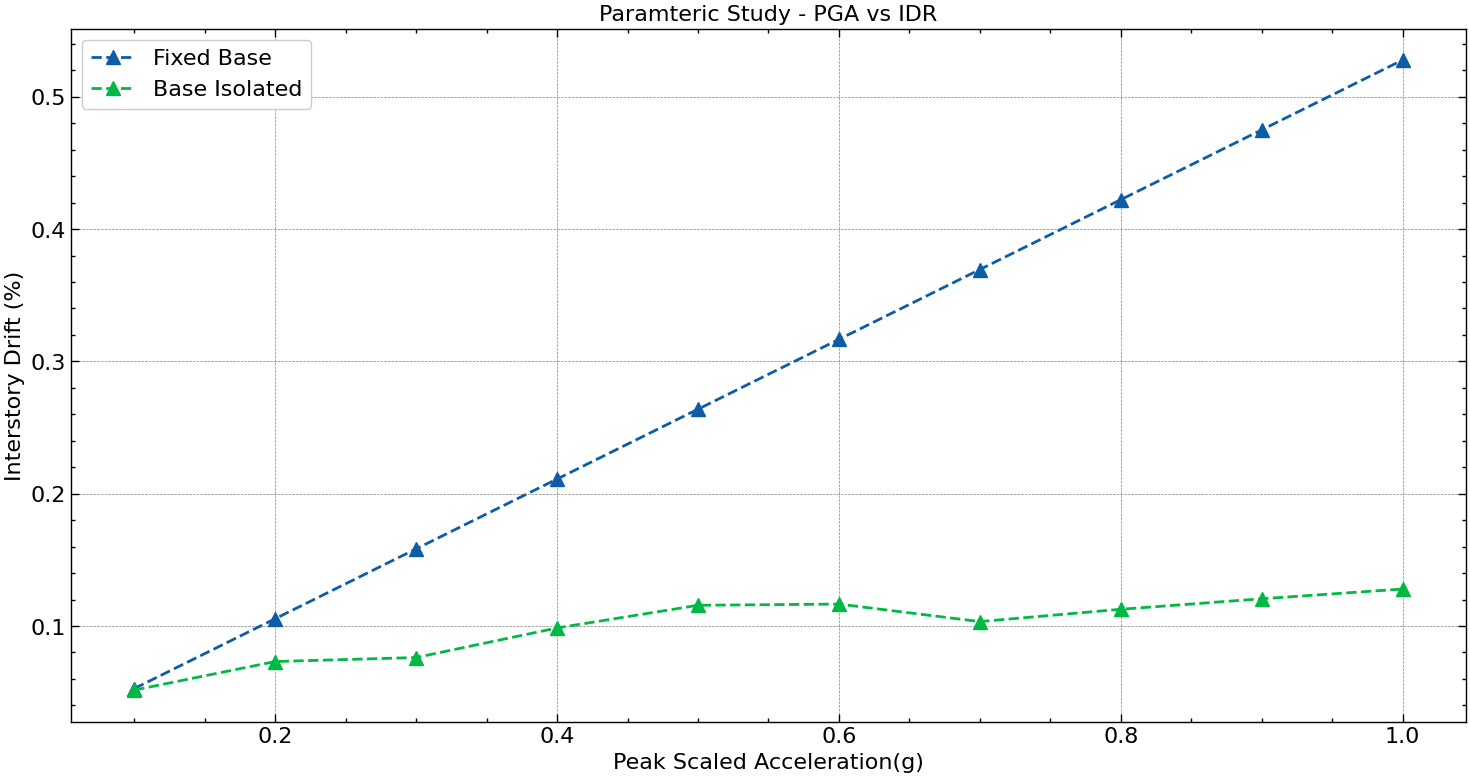 Paramteric Study - PGA vs IDR
Fixed Base
Base Isolated
0.5
0.4
0.3
0.2
0.1
Interstory Drift (%)
0.2 0.4 0.6 0.8 1.0
Peak Scaled Acceleration(g)